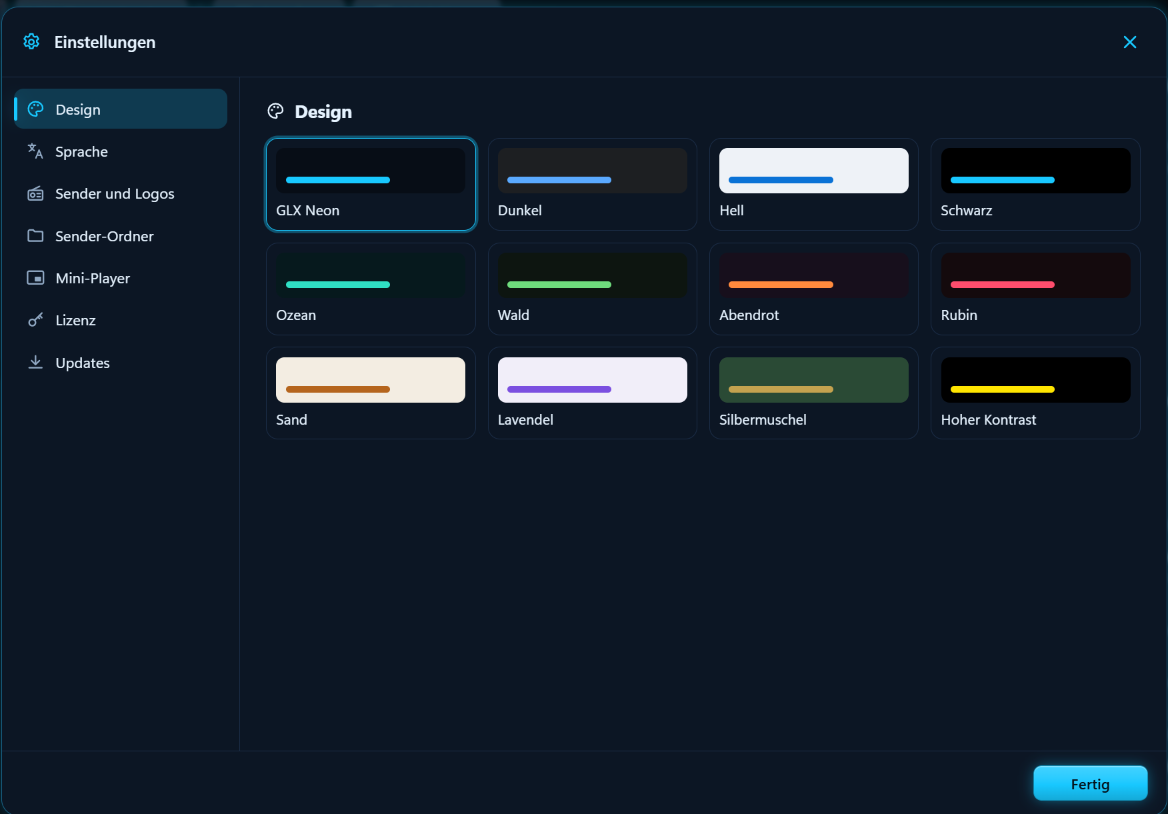 Einstellungen
Design
Sprache
Sender und Logos
Sender-Ordner
Mini-Player
Lizenz
Updates
Design
GLX Neon
Dunkel
Hell
Schwarz
Ozean
Wald
Abendrot
Rubin
Sand
Lavendel
Silbermuschel
Hoher Kontrast
Fertig